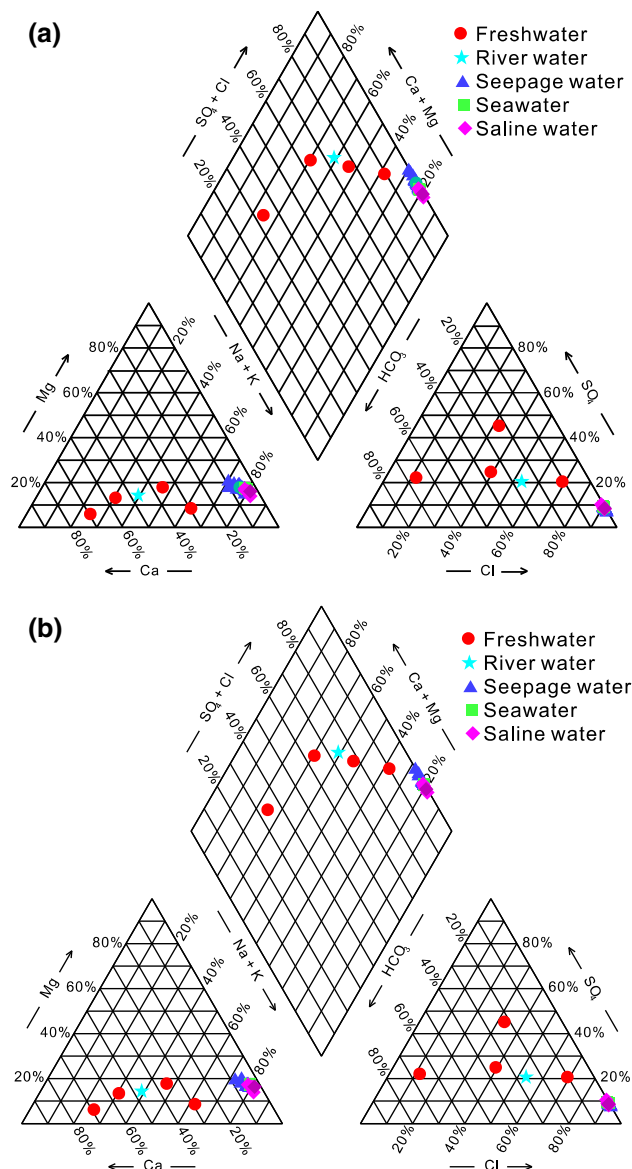 (a)
Freshwater
River water
Seepage water
Seawater
Saline water
80% 80%
60% 60%
SO₄ + Cl Ca + Mg
40% 40%
20% 20%
Na + K HCO₃
80% 20% 20% 80%
Mg 60% 40% 40% 60% SO₄
40% 60% 60% 40%
20% 80% 80% 20%
80% 60% 40% 20% 20% 40% 60% 80%
Ca Cl
(b)
Freshwater
River water
Seepage water
Seawater
Saline water
80% 80%
60% 60%
SO₄ + Cl Ca + Mg
40% 40%
20% 20%
Na + K HCO₃
80% 20% 20% 80%
Mg 60% 40% 40% 60% SO₄
40% 60% 60% 40%
20% 80% 80% 20%
80% 60% 40% 20% 20% 40% 60% 80%
Ca Cl